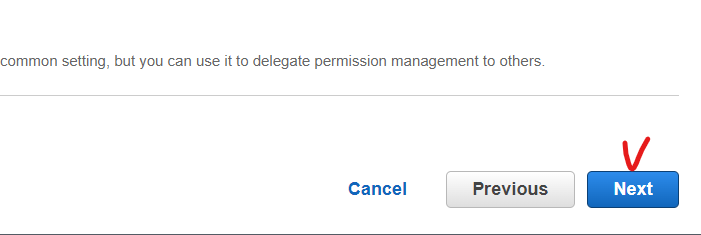 common setting, but you can use it to delegate permission management to others.
Cancel Previous Next